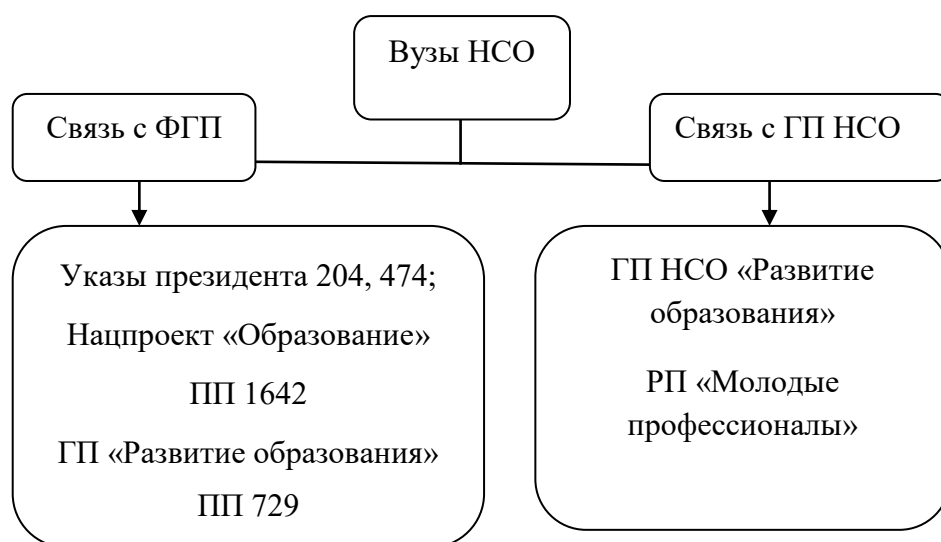 Вузы НСО
Связь с ФГП
Связь с ГП НСО
Указы президента 204, 474;
Нацпроект «Образование»
ПП 1642
ГП «Развитие образования»
ПП 729
ГП НСО «Развитие
образования»
РП «Молодые
профессионалы»